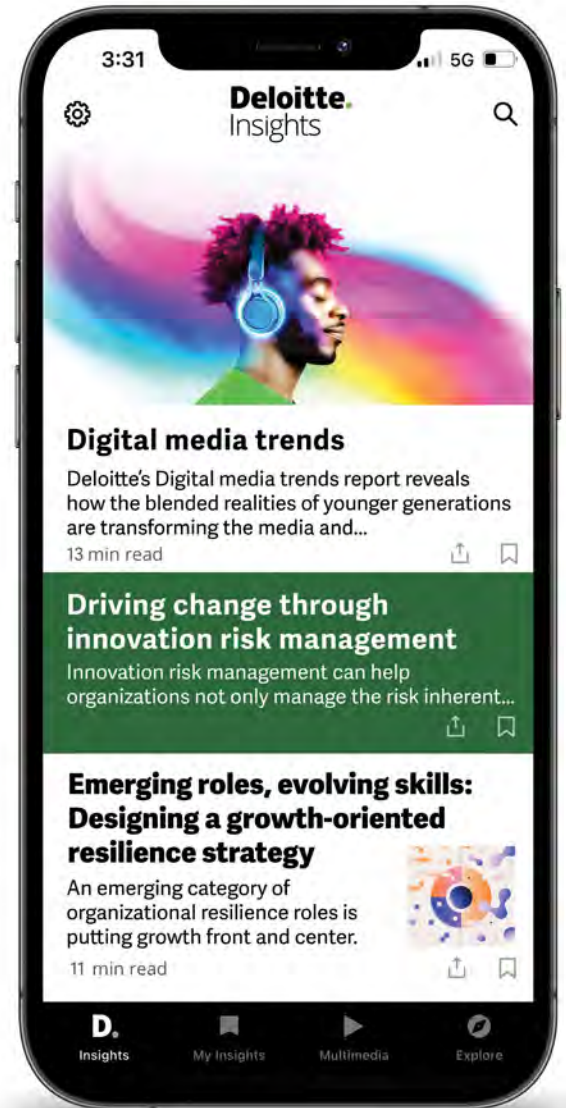 3:31
5G
Deloitte.
Insights
Digital media trends
Deloitte's Digital media trends report reveals
how the blended realities of younger generations
are transforming the media and...
13 min read
Driving change through
innovation risk management
Innovation risk management can help
organizations not only manage the risk inherent...
Emerging roles, evolving skills:
Designing a growth-oriented
resilience strategy
An emerging category of
organizational resilience roles is
putting growth front and center.
11 min read
D.
Insights
My Insights
Multimedia
Explore